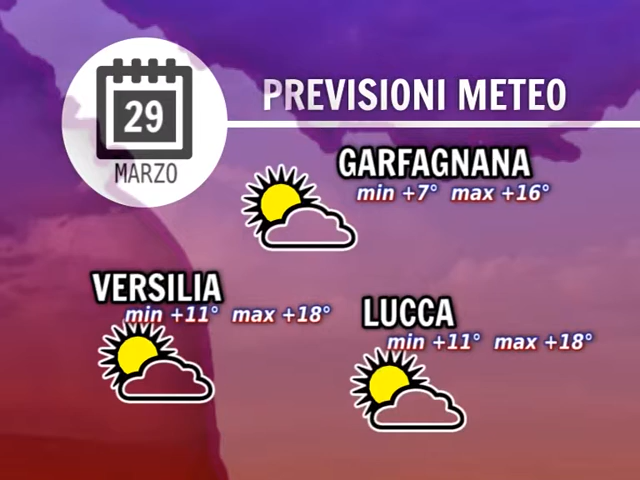 29
MARZO
PREVISIONI METEO
GARFAGNANA
min +7° max +16°
VERSILIA
min +11° max +18°
LUCCA
min +11° max +18°